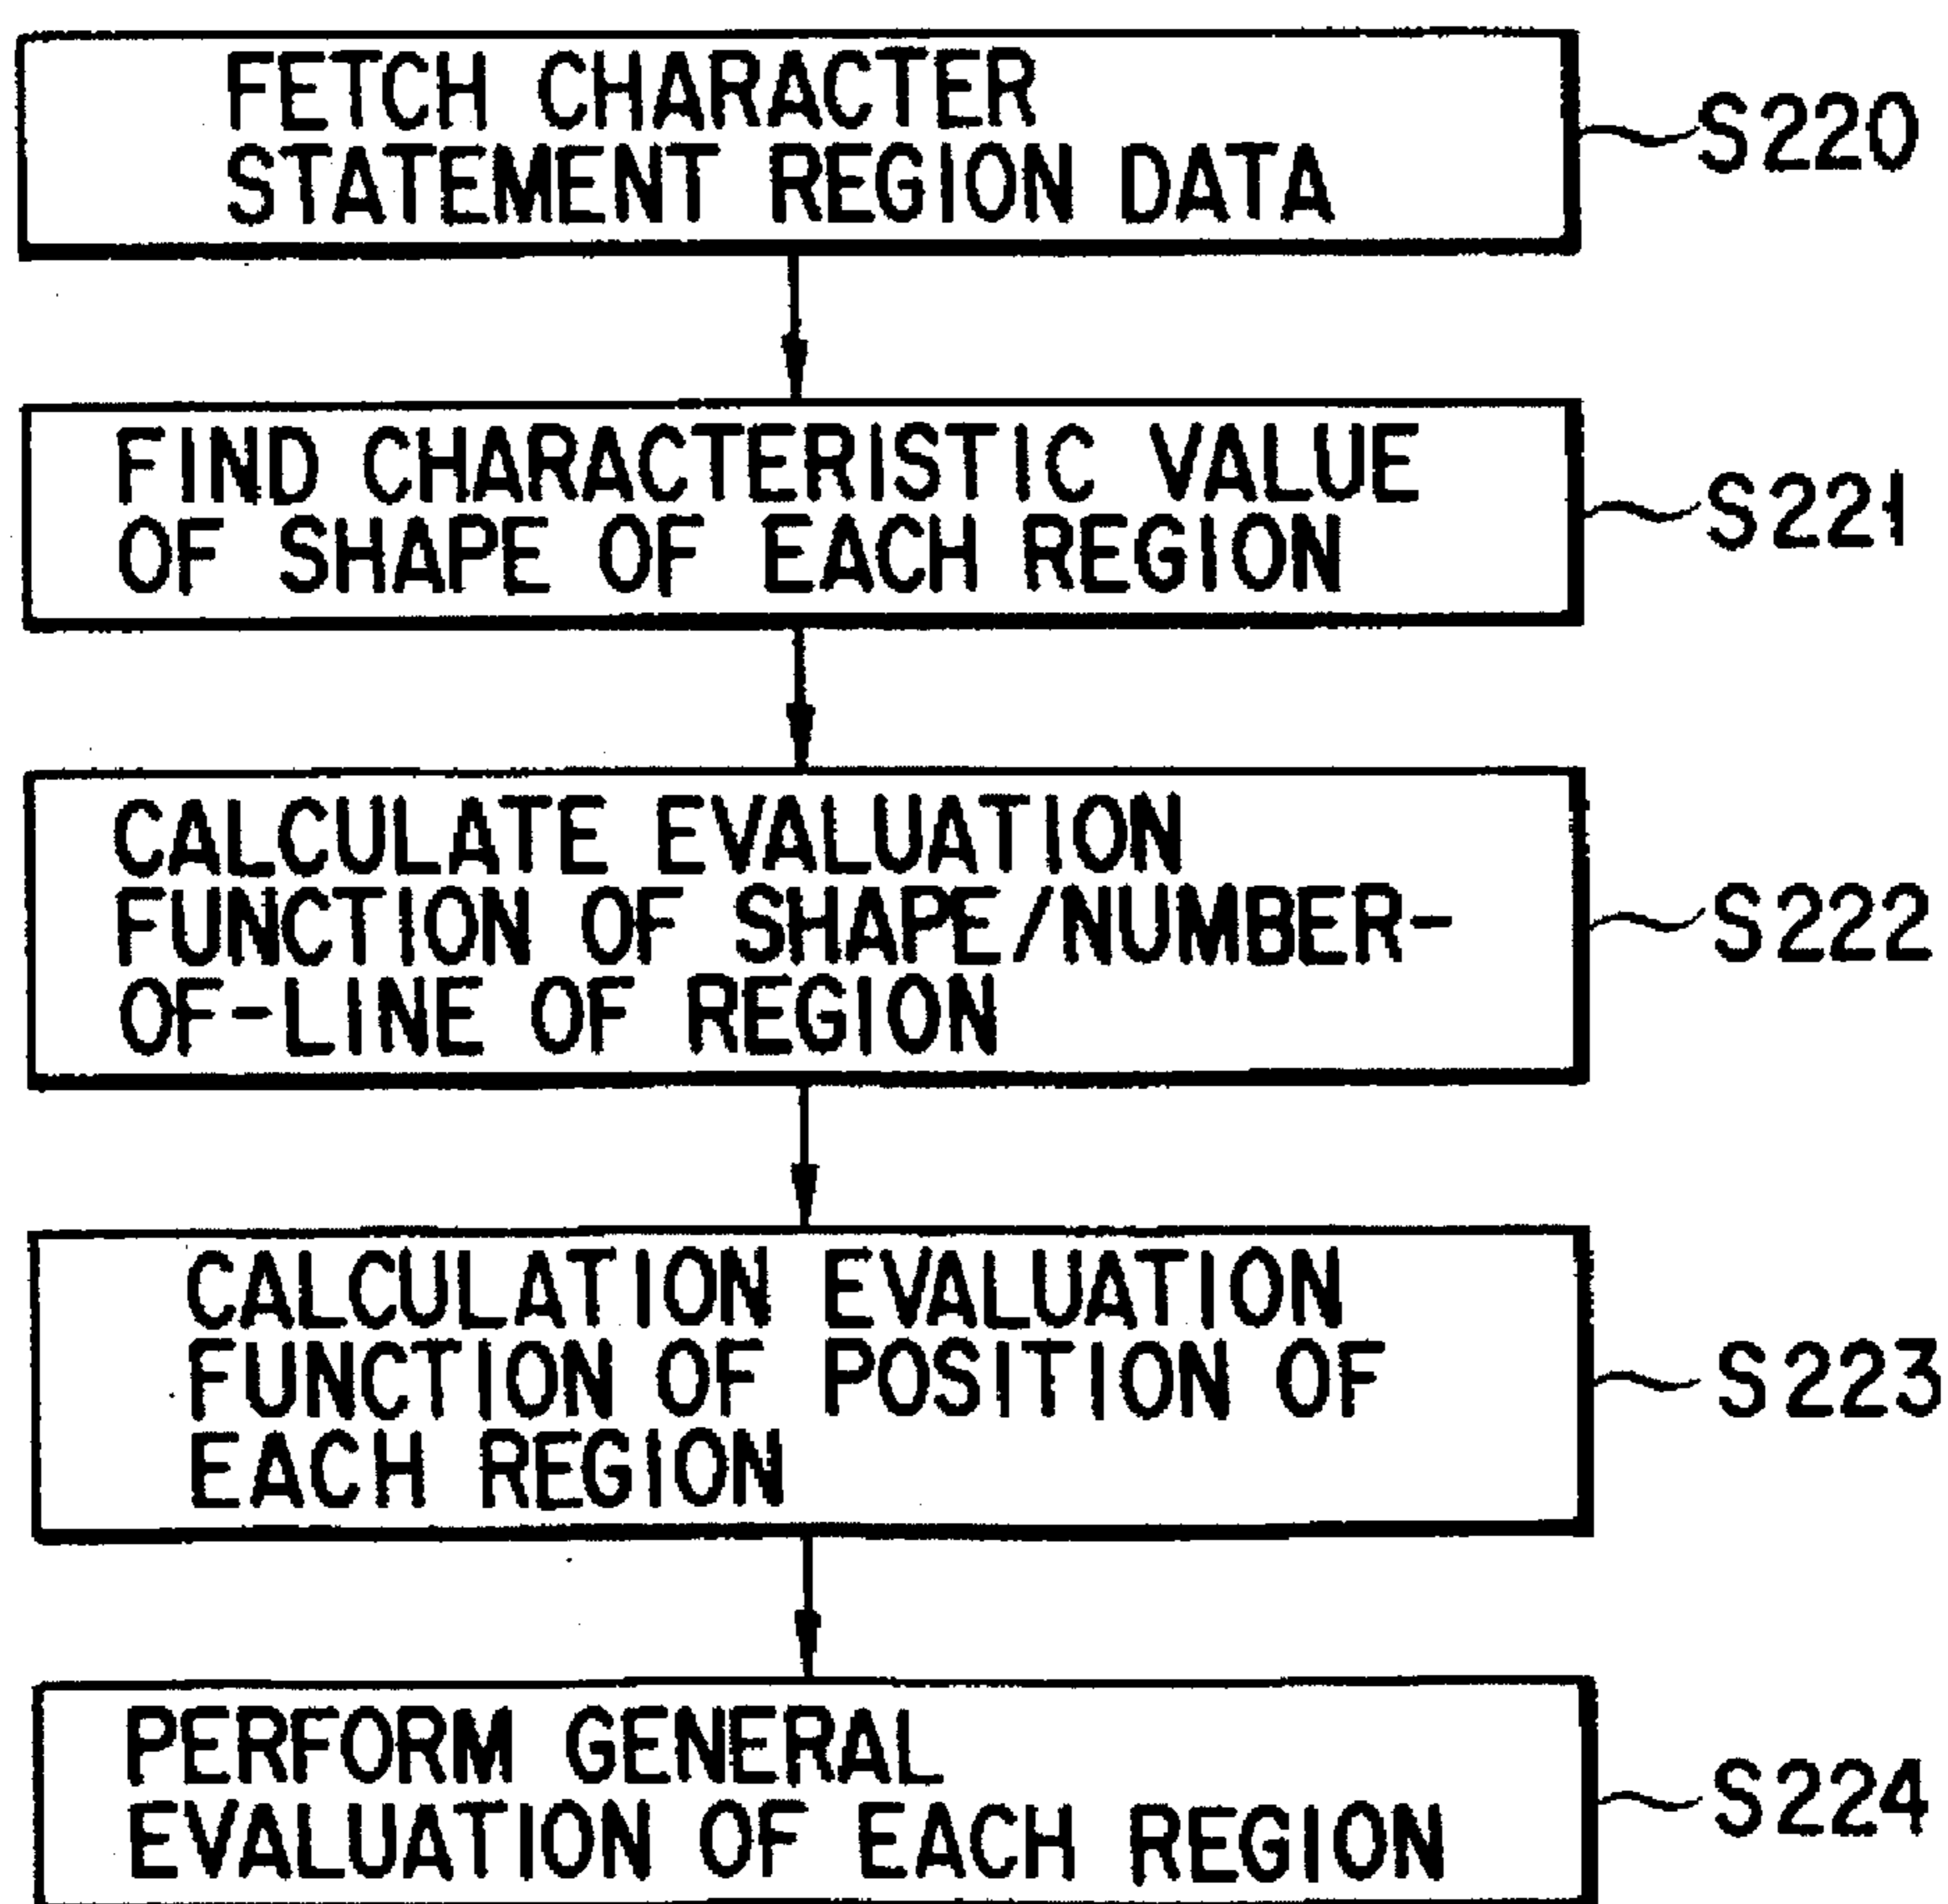 FETCH CHARACTER
STATEMENT REGION DATA
S220
FIND CHARACTERISTIC VALUE
OF SHAPE OF EACH REGION
S221
CALCULATE EVALUATION
FUNCTION OF SHAPE/NUMBER-
OF-LINE OF REGION
S222
CALCULATION EVALUATION
FUNCTION OF POSITION OF
EACH REGION
S223
PERFORM GENERAL
EVALUATION OF EACH REGION
S224